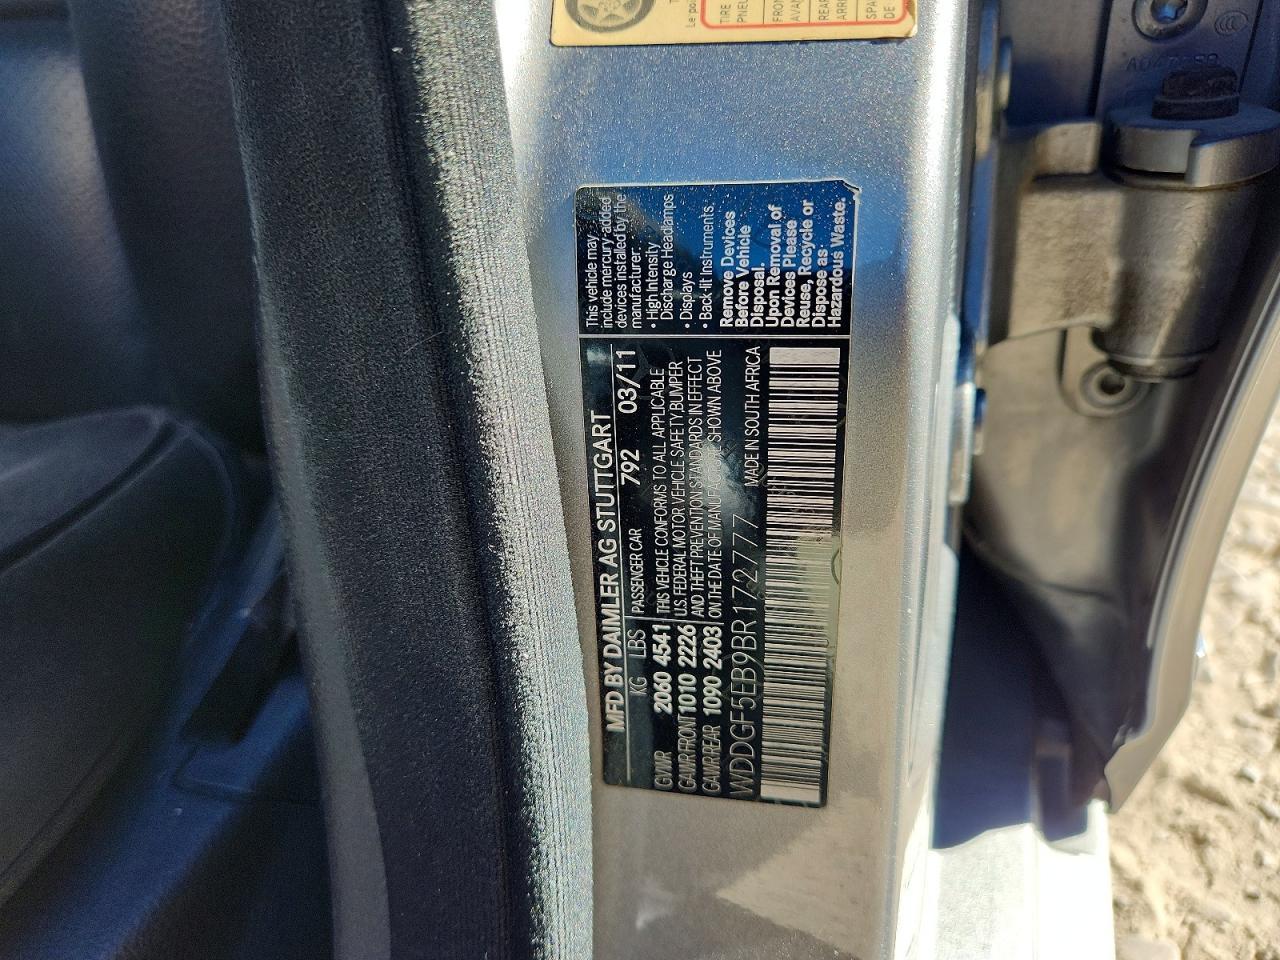 MFD BY DAIMLER AG STUTTGART
KG LBS PASSENGER CAR 792 03/11
GVWR 2060 4541
GAWR FRONT 1010 2226
GAWR REAR 1090 2403
THIS VEHICLE CONFORMS TO ALL APPLICABLE
U.S. FEDERAL MOTOR VEHICLE SAFETY, BUMPER
AND THEFT PREVENTION STANDARDS IN EFFECT
ON THE DATE OF MANUFACTURE SHOWN ABOVE
WDDGF5EB9BR172777
MADE IN SOUTH AFRICA
This vehicle may
include mercury-added
devices installed by the
manufacturer:
• High Intensity
Discharge Headlamps
• Displays
• Back-lit Instruments
Remove Devices
Before Vehicle
Disposal.
Upon Removal of
Devices Please
Reuse, Recycle or
Dispose as
Hazardous Waste.
TIRE